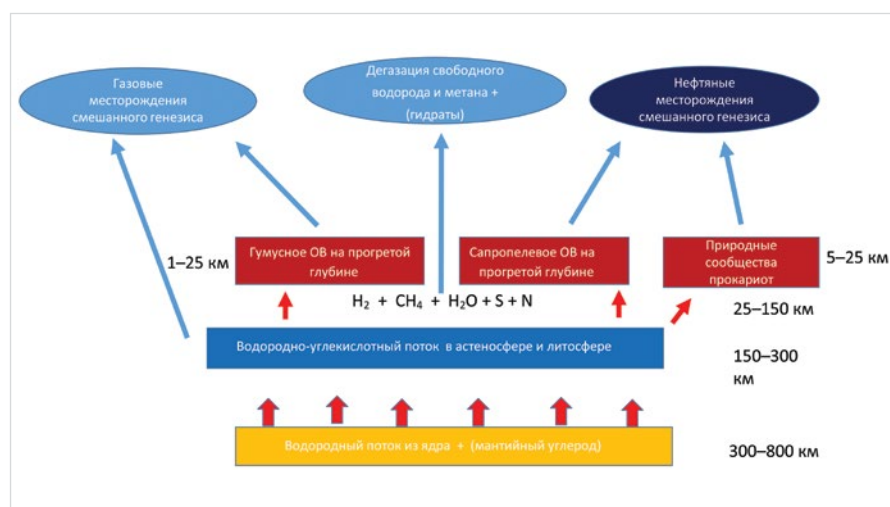 Газовые
месторождения
смешанного генезиса
Дегазация свободного
водорода и метана +
(гидраты)
Нефтяные
месторождения
смешанного генезиса
1–25 км
Гумусное ОВ на прогретой
глубине
Сапропелевое ОВ на
прогретой глубине
Природные
сообщества
прокариот
5–25 км
H₂ + CH₄ + H₂O + S + N
25–150 км
Водородно-углекислотный поток в астеносфере и литосфере
150–300
км
Водородный поток из ядра + (мантийный углерод)
300–800 км